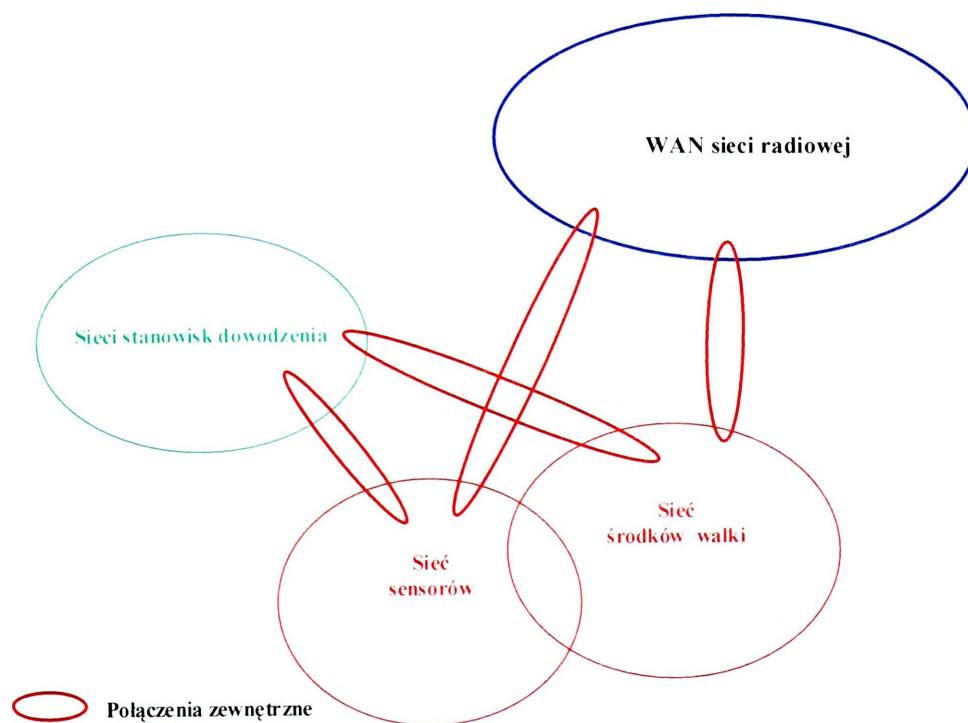 WAN sieci radiowej
Sieci stanowisk dowodzenia
Sieć
środków walki
Sieć
sensorów
Połączenia zewnętrzne